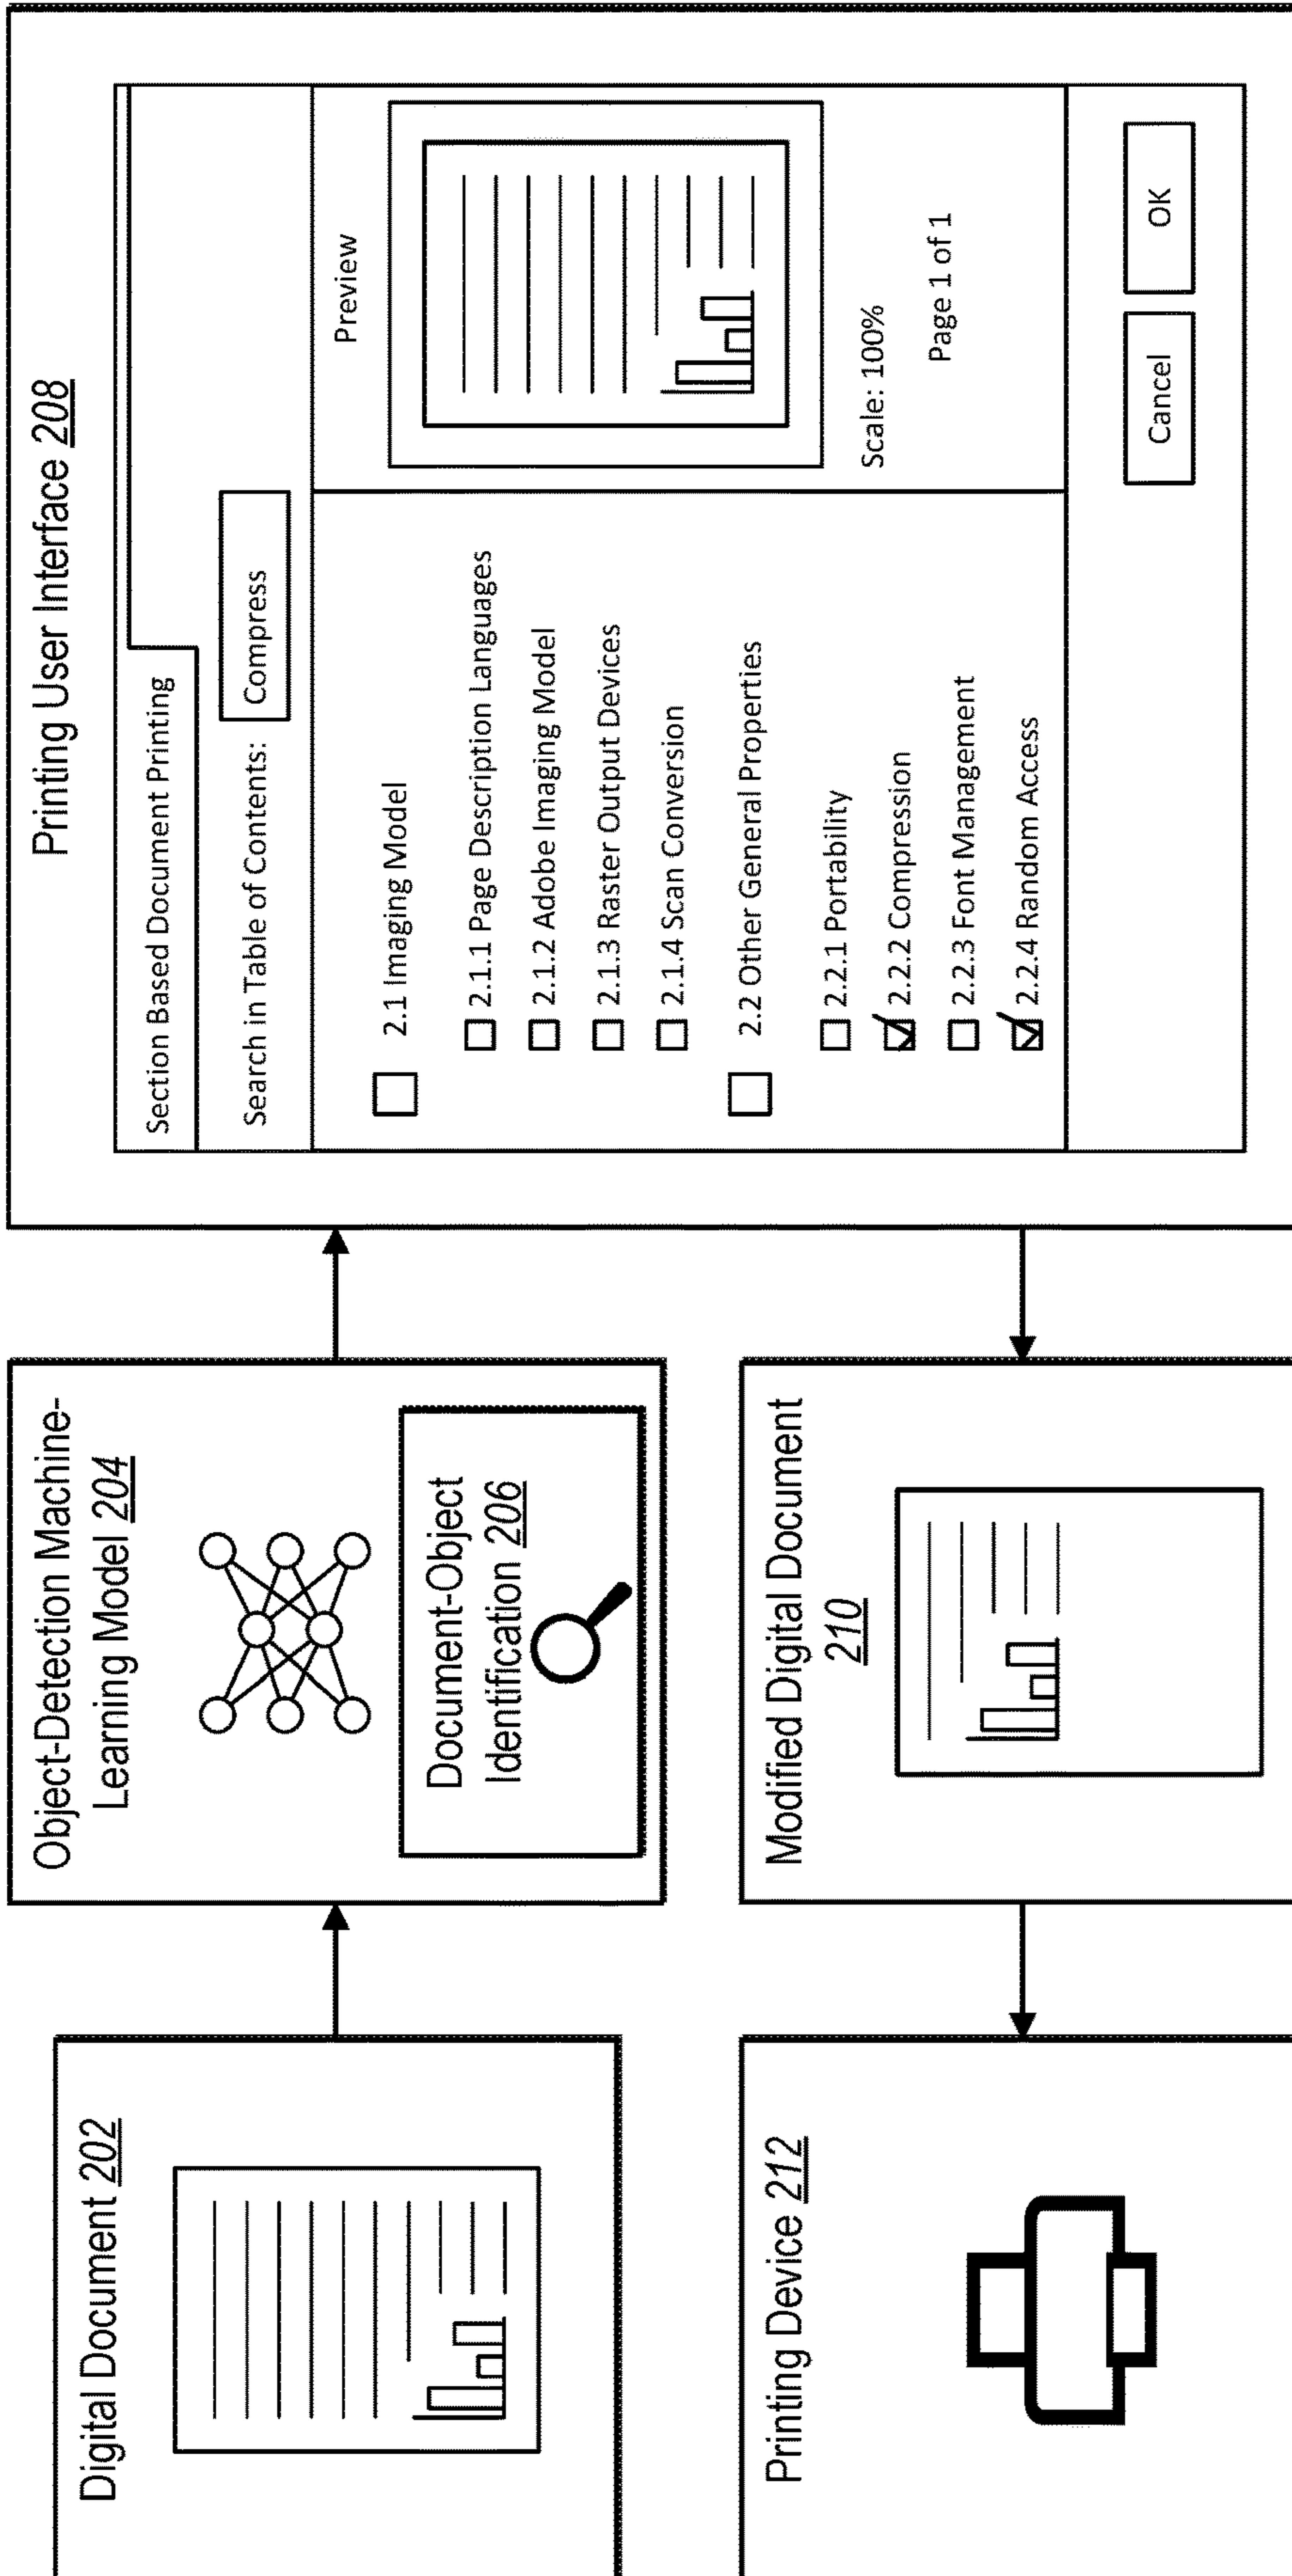 Digital Document 202
Object-Detection Machine-
Learning Model 204
Document-Object
Identification 206
Printing User Interface 208
Section Based Document Printing
Search in Table of Contents:
Compress
2.1 Imaging Model
2.1.1 Page Description Languages
2.1.2 Adobe Imaging Model
2.1.3 Raster Output Devices
2.1.4 Scan Conversion
2.2 Other General Properties
2.2.1 Portability
2.2.2 Compression
2.2.3 Font Management
2.2.4 Random Access
Preview
Scale: 100%
Page 1 of 1
Cancel
OK
Modified Digital Document
210
Printing Device 212